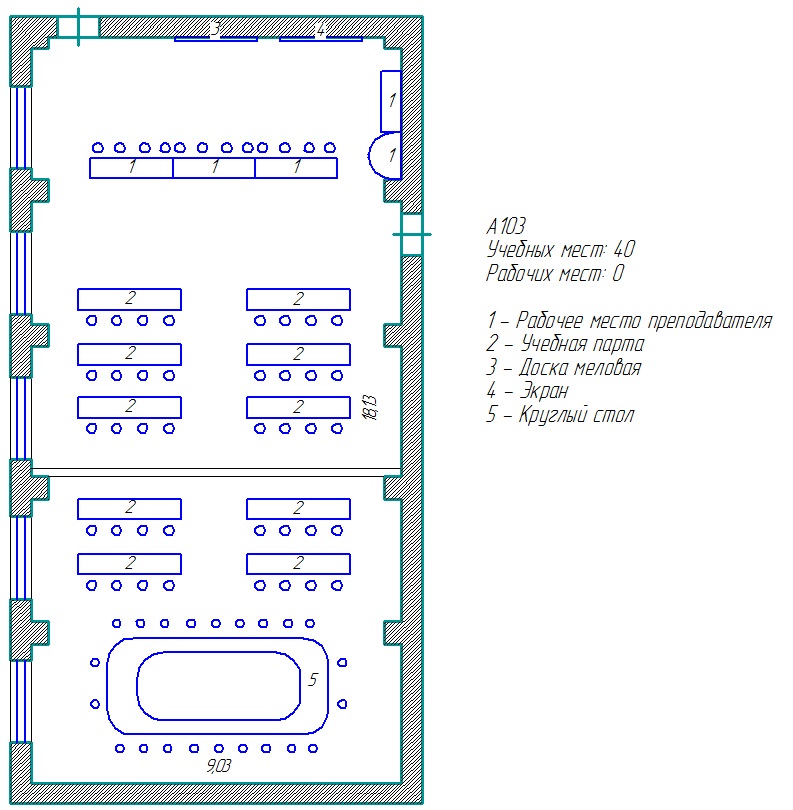 3 4
1
1
1 1 1
А103
Учебных мест: 40
Рабочих мест: 0
1 – Рабочее место преподавателя
2 – Учебная парта
3 – Доска меловая
4 – Экран
5 – Круглый стол
2 2
2 2
2 2
18,13
2 2
2 2
5
9,03